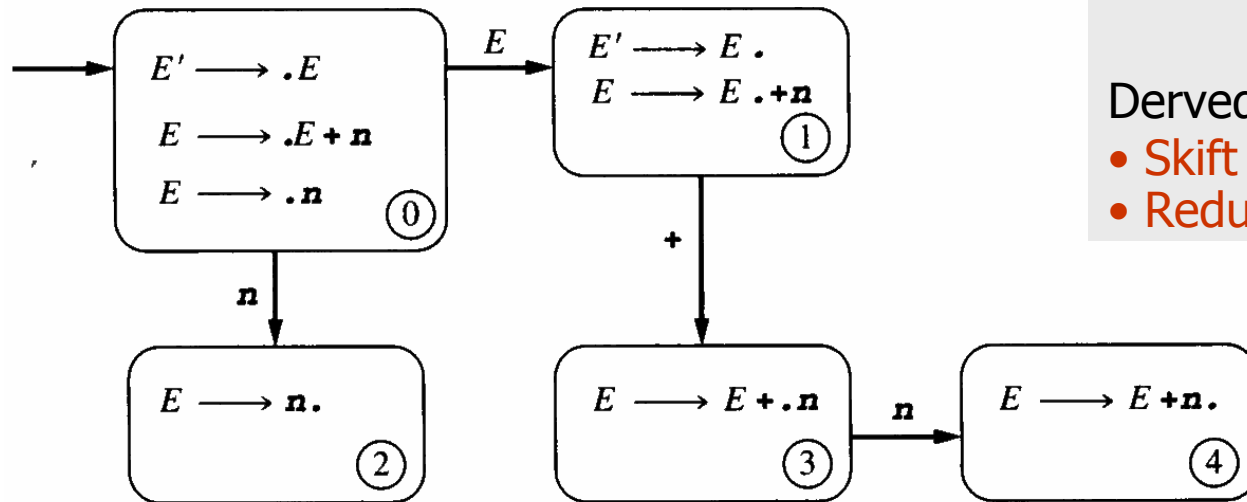 E' ⟶ .E
E ⟶ .E + n
E ⟶ .n
0
E
E' ⟶ E .
E ⟶ E .+n
1
Derved
• Skift
• Redu
n
+
E ⟶ n.
2
E ⟶ E +.n
3
n
E ⟶ E +n.
4